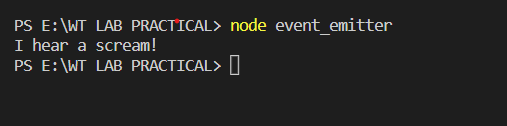 PS E:\WT LAB PRACTICAL> node event_emitter
I hear a scream!
PS E:\WT LAB PRACTICAL>